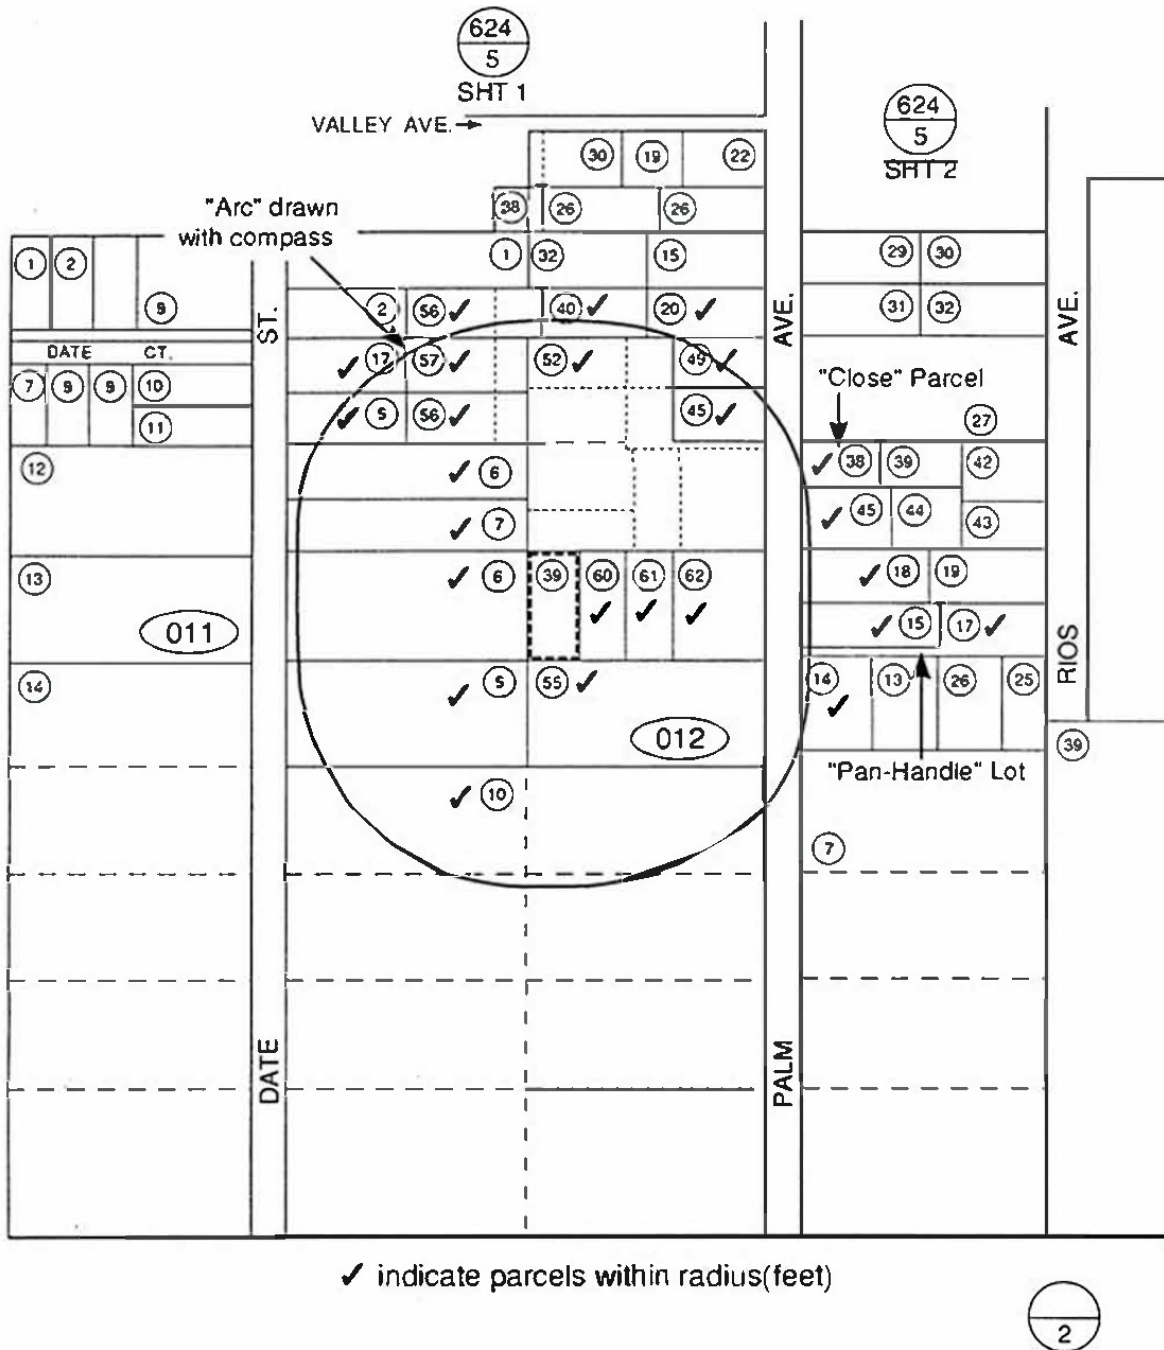 624
5
SHT 1
VALLEY AVE.→
624
5
SHT 2
30 19 22
"Arc" drawn
with compass
38 26 26
1 2 9
1 32 15
29 30
2 56 ✓ 40 ✓ 20 ✓
31 32
ST.
AVE.
AVE.
DATE CT.
✓ 17 57 ✓ 52 ✓ 49 ✓
7 9 9 10
11
"Close" Parcel
✓ 5 56 ✓ 45 ✓
27
12
✓ 6
✓ 38 39 42
✓ 7
✓ 45 44 43
13
✓ 6 39 60 61 62
✓ ✓ ✓
✓ 18 19
011
✓ 15 17 ✓
RIOS
14
✓ 5 55 ✓
14 13 26 25
✓
012
39
"Pan-Handle" Lot
✓ 10
7
DATE
PALM
✓ indicate parcels within radius(feet)
2